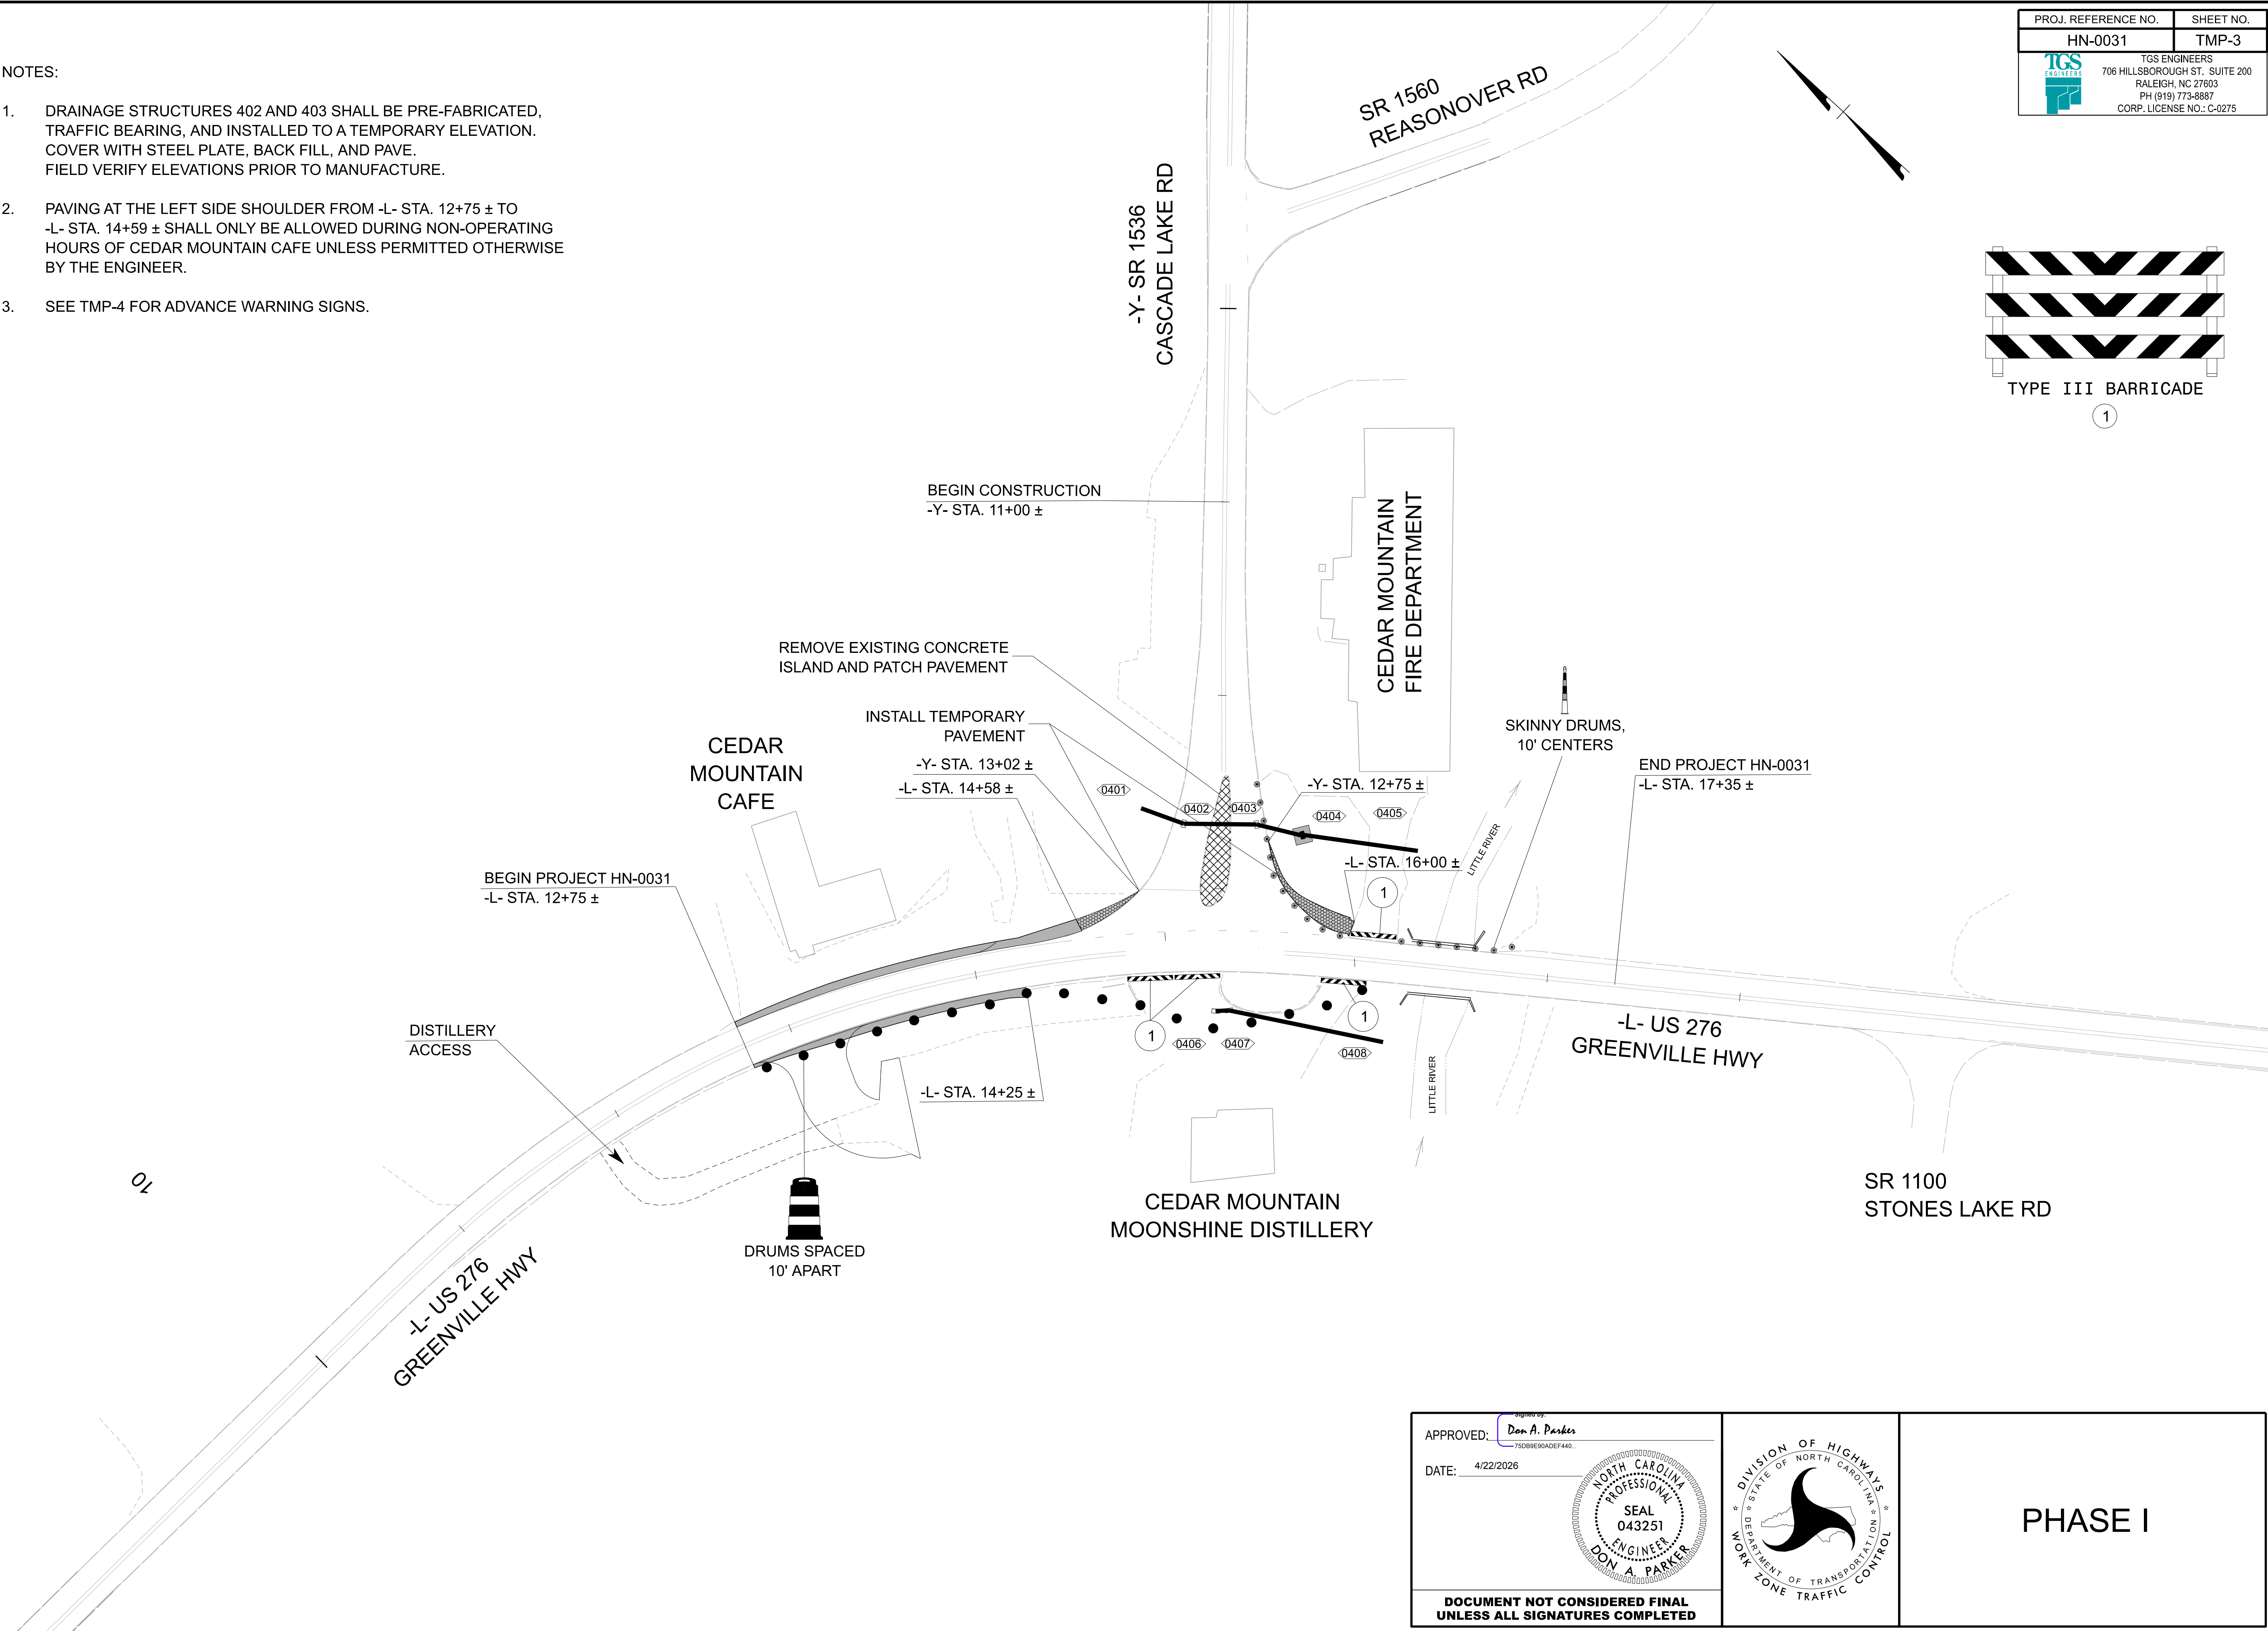 PROJ. REFERENCE NO.
SHEET NO.
HN-0031
TMP-3
TGS
ENGINEERS
TGS ENGINEERS
706 HILLSBOROUGH ST. SUITE 200
RALEIGH, NC 27603
PH (919) 773-8887
CORP. LICENSE NO.: C-0275
NOTES:
1. DRAINAGE STRUCTURES 402 AND 403 SHALL BE PRE-FABRICATED,
TRAFFIC BEARING, AND INSTALLED TO A TEMPORARY ELEVATION.
COVER WITH STEEL PLATE, BACK FILL, AND PAVE.
FIELD VERIFY ELEVATIONS PRIOR TO MANUFACTURE.
2. PAVING AT THE LEFT SIDE SHOULDER FROM -L- STA. 12+75 ± TO
-L- STA. 14+59 ± SHALL ONLY BE ALLOWED DURING NON-OPERATING
HOURS OF CEDAR MOUNTAIN CAFE UNLESS PERMITTED OTHERWISE
BY THE ENGINEER.
3. SEE TMP-4 FOR ADVANCE WARNING SIGNS.
SR 1560
REASONOVER RD
-Y- SR 1536
CASCADE LAKE RD
TYPE III BARRICADE
1
BEGIN CONSTRUCTION
-Y- STA. 11+00 ±
CEDAR MOUNTAIN
FIRE DEPARTMENT
REMOVE EXISTING CONCRETE
ISLAND AND PATCH PAVEMENT
INSTALL TEMPORARY
PAVEMENT
-Y- STA. 13+02 ±
-L- STA. 14+58 ±
CEDAR
MOUNTAIN
CAFE
SKINNY DRUMS,
10' CENTERS
END PROJECT HN-0031
-L- STA. 17+35 ±
-Y- STA. 12+75 ±
0401
0402
0403
0404
0405
-L- STA. 16+00 ±
LITTLE RIVER
1
BEGIN PROJECT HN-0031
-L- STA. 12+75 ±
DISTILLERY
ACCESS
-L- STA. 14+25 ±
1
0406
0407
1
0408
LITTLE RIVER
-L- US 276
GREENVILLE HWY
10
DRUMS SPACED
10' APART
CEDAR MOUNTAIN
MOONSHINE DISTILLERY
SR 1100
STONES LAKE RD
-L- US 276
GREENVILLE HWY
APPROVED:
Signed by:
Don A. Parker
75DB9E90ADEF440...
DATE: 4/22/2026
NORTH CAROLINA
PROFESSIONAL
SEAL
043251
ENGINEER
DON A. PARKER
DOCUMENT NOT CONSIDERED FINAL
UNLESS ALL SIGNATURES COMPLETED
DIVISION OF HIGHWAYS
STATE OF NORTH CAROLINA
DEPARTMENT OF TRANSPORTATION
WORK ZONE TRAFFIC CONTROL
PHASE I